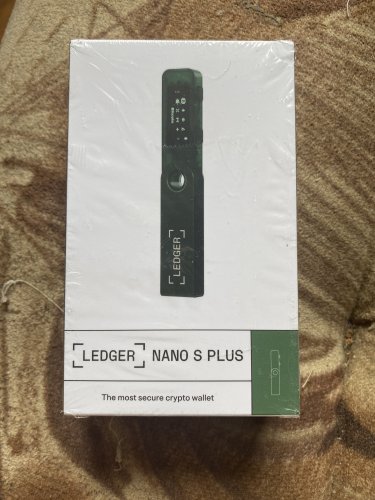 [LEDGER]
[LEDGER] NANO S PLUS
The most secure crypto wallet